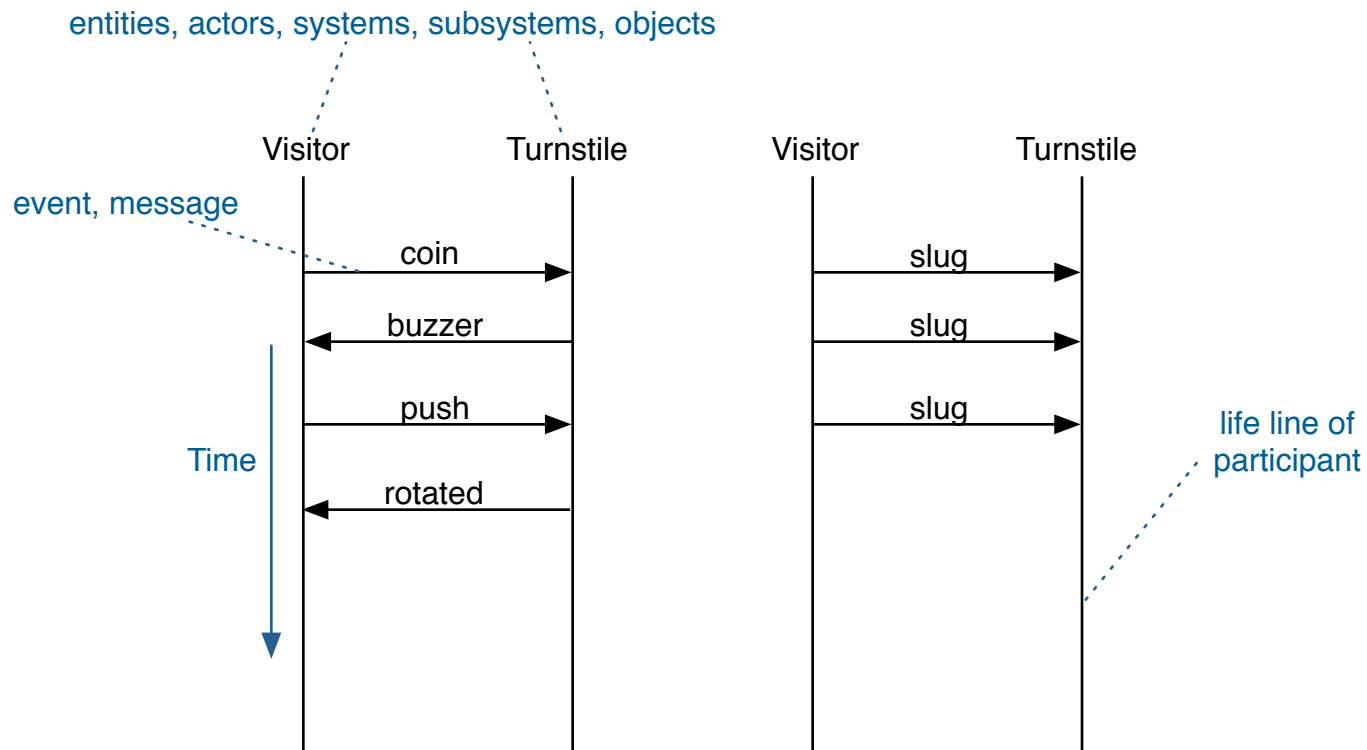 entities, actors, systems, subsystems, objects
Visitor
Turnstile
Visitor
Turnstile
event, message
coin
slug
buzzer
slug
push
slug
life line of
participant
Time
rotated